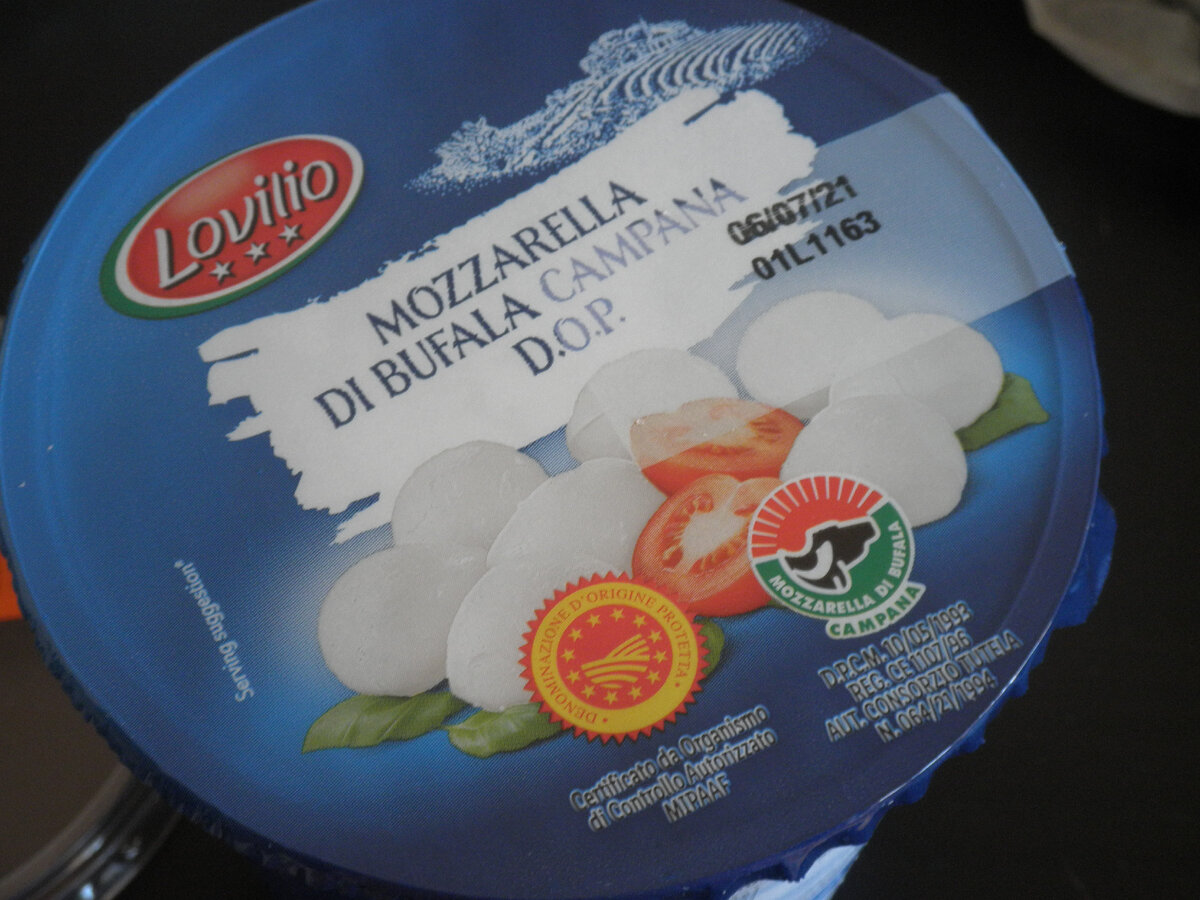 Lovilio
MOZZARELLA
DI BUFALA CAMPANA
D.O.P.
06/07/21
01L1163
Serving suggestion*
DENOMINAZIONE D'ORIGINE PROTETTA
MOZZARELLA DI BUFALA
CAMPANA
Certificato da Organismo
di Controllo Autorizzato
MIPAAF
D.P.C.M. 10/05/1993
REG. CE 1107/96
AUT. CONSORZIO TUTELA
N. 064/21/1994